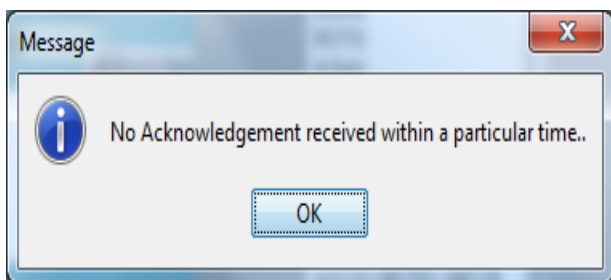 Message
X
No Acknowledgement received within a particular time..
OK